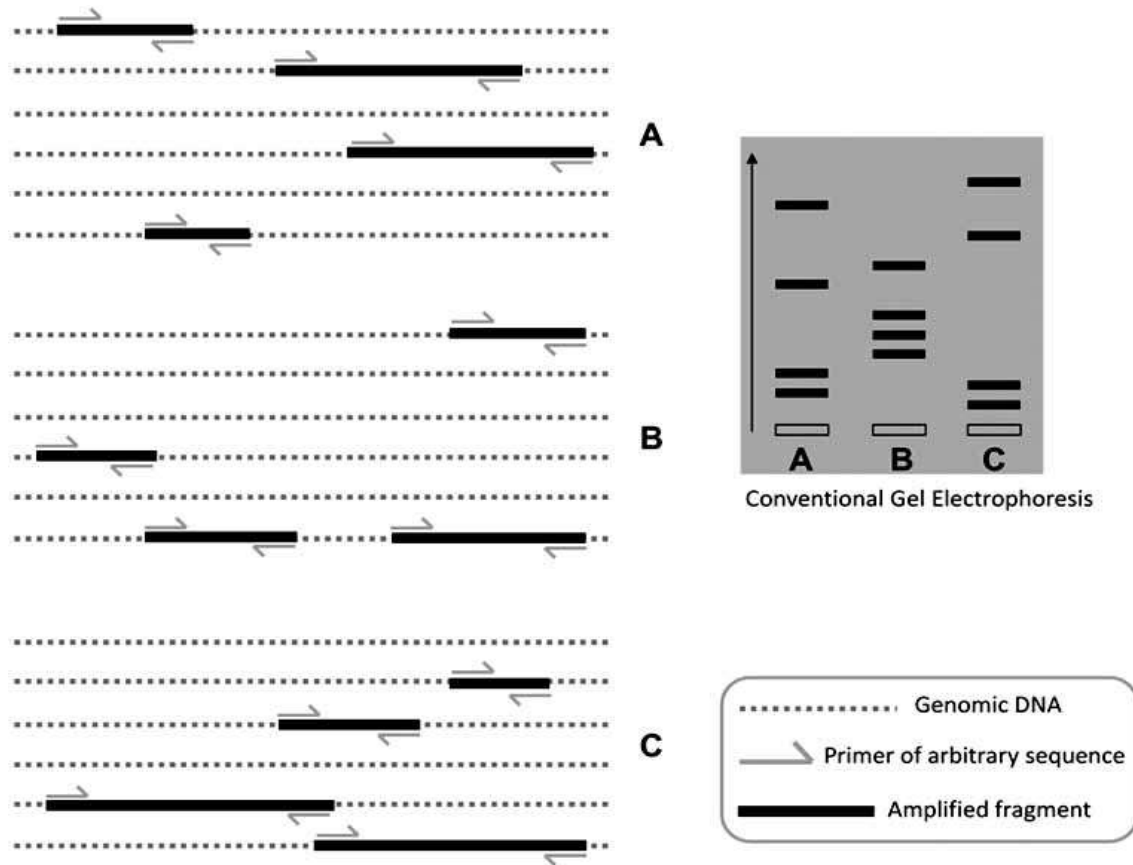 A
B
C
A B C
Conventional Gel Electrophoresis
Genomic DNA
Primer of arbitrary sequence
Amplified fragment